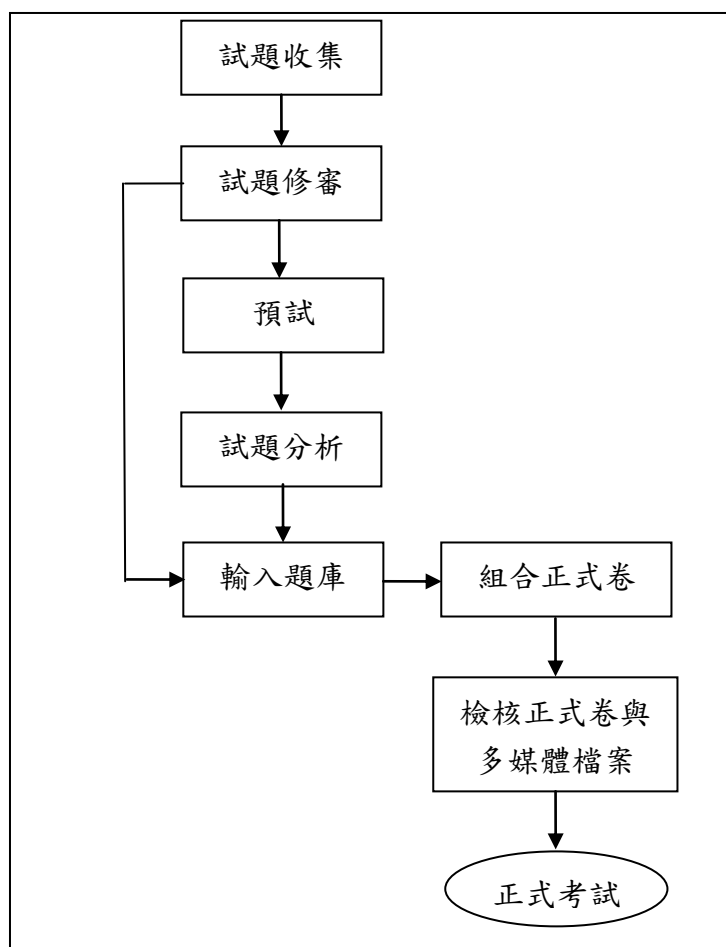 試題收集
試題修審
預試
試題分析
輸入題庫
組合正式卷
檢核正式卷與
多媒體檔案
正式考試